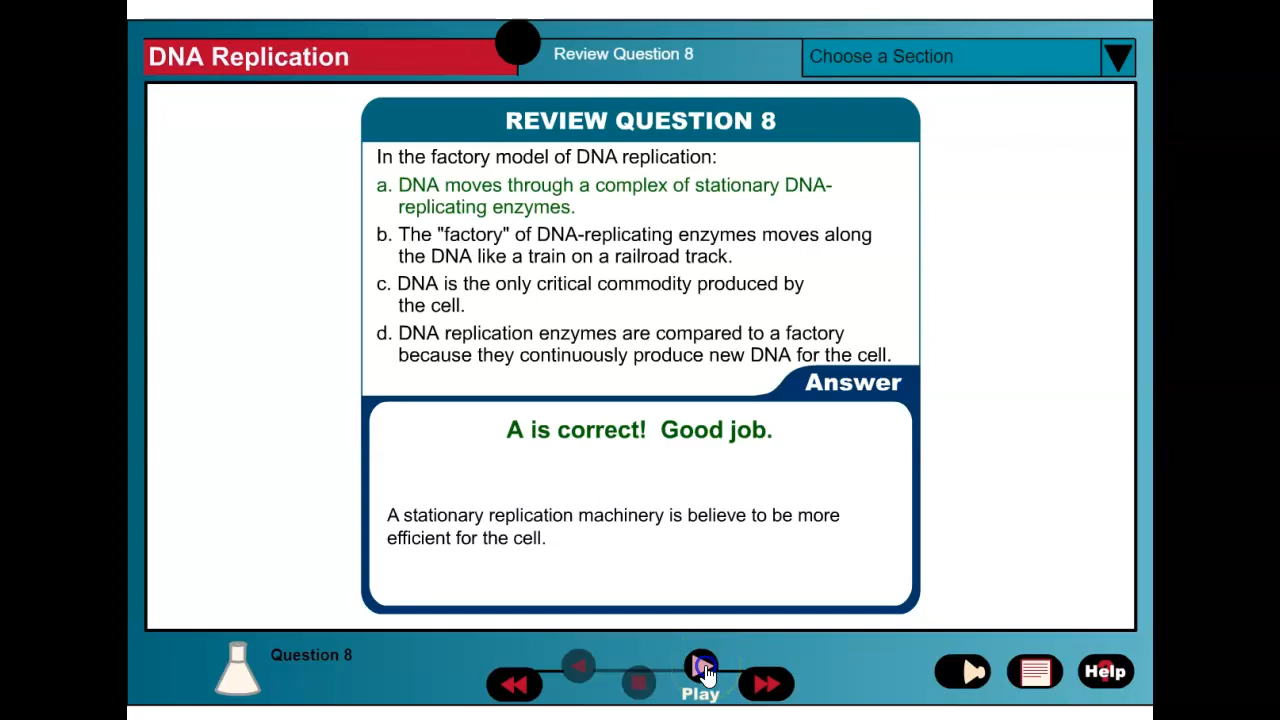 DNA Replication
Review Question 8
Choose a Section
REVIEW QUESTION 8
In the factory model of DNA replication:
a. DNA moves through a complex of stationary DNA-
replicating enzymes.
b. The "factory" of DNA-replicating enzymes moves along
the DNA like a train on a railroad track.
c. DNA is the only critical commodity produced by
the cell.
d. DNA replication enzymes are compared to a factory
because they continuously produce new DNA for the cell.
Answer
A is correct! Good job.
A stationary replication machinery is believe to be more
efficient for the cell.
Question 8
Play
Help